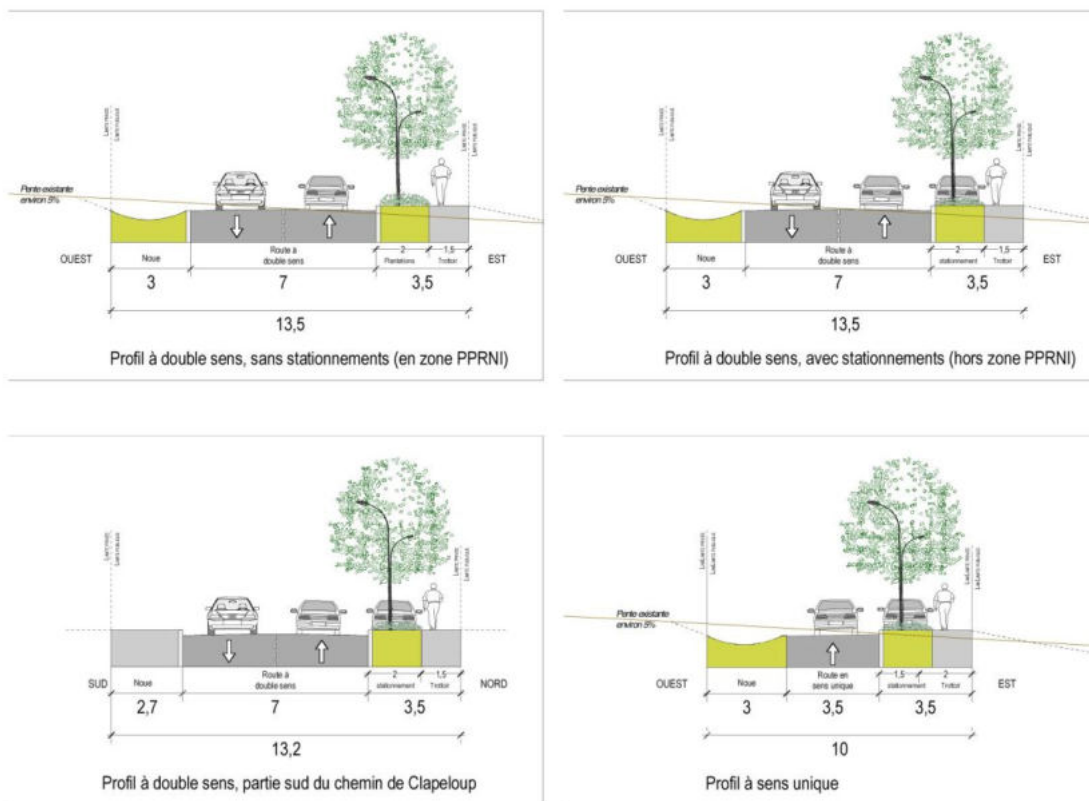 Pente existante
environ 5%
OUEST
Noue
Route à
double sens
2
Plantations
1,5
Trottoir
EST
3
7
3,5
13,5
Profil à double sens, sans stationnements (en zone PPRNI)
Pente existante
environ 5%
OUEST
Noue
Route à
double sens
2
stationnement
1,5
Trottoir
EST
3
7
3,5
13,5
Profil à double sens, avec stationnements (hors zone PPRNI)
SUD
Noue
Route à
double sens
2
stationnement
1,5
Trottoir
NORD
2,7
7
3,5
13,2
Profil à double sens, partie sud du chemin de Clapeloup
Pente existante
environ 5%
OUEST
Noue
Route en
sens unique
1,5
stationnement
2
Trottoir
EST
3
3,5
3,5
10
Profil à sens unique